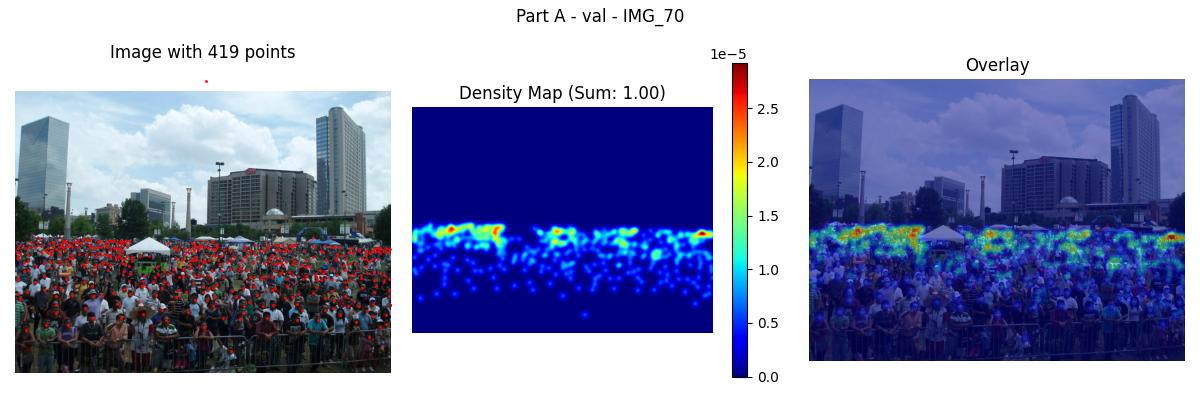 Part A - val - IMG_70
Image with 419 points
Density Map (Sum: 1.00)
1e−5
2.5
2.0
1.5
1.0
0.5
0.0
Overlay